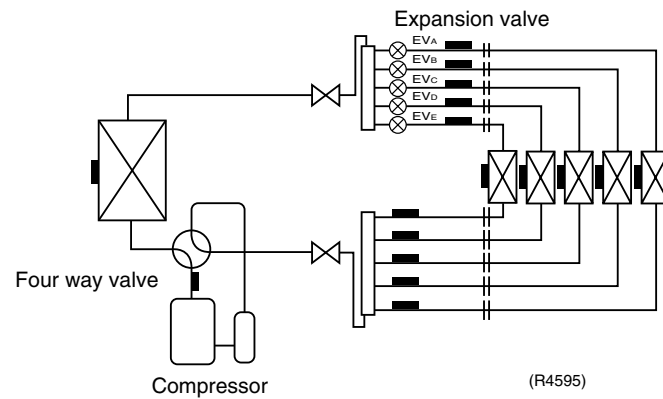 Expansion valve
EVA
EVB
EVC
EVD
EVE
Four way valve
Compressor
(R4595)